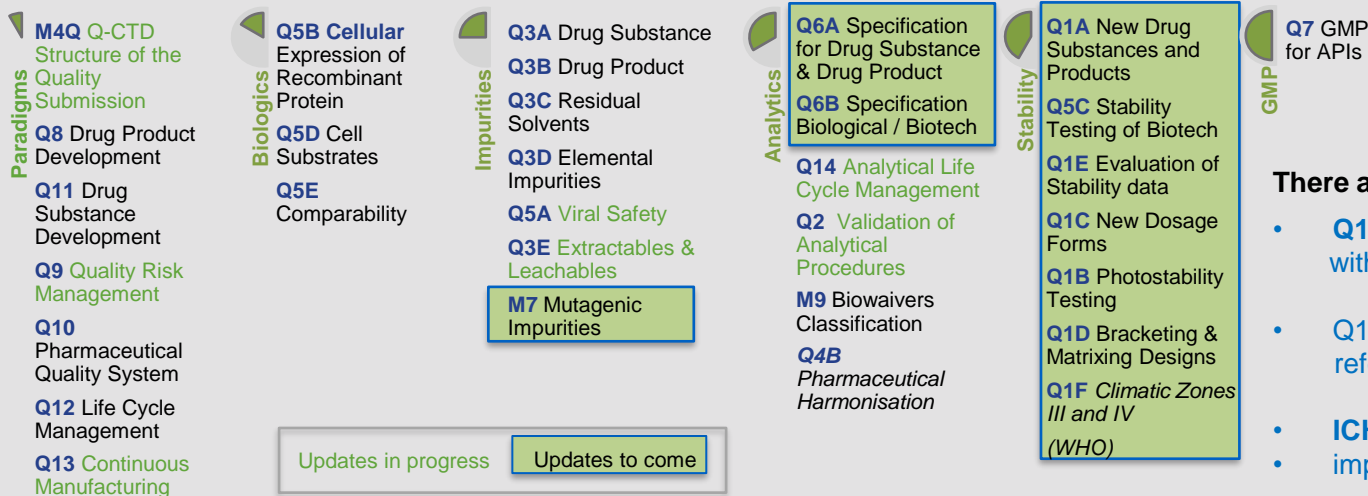 Paradigms
M4Q Q-CTD
Structure of the
Quality
Submission
Q8 Drug Product
Development
Q11 Drug
Substance
Development
Q9 Quality Risk
Management
Q10
Pharmaceutical
Quality System
Q12 Life Cycle
Management
Q13 Continuous
Manufacturing
Biologics
Q5B Cellular
Expression of
Recombinant
Protein
Q5D Cell
Substrates
Q5E
Comparability
Impurities
Q3A Drug Substance
Q3B Drug Product
Q3C Residual
Solvents
Q3D Elemental
Impurities
Q5A Viral Safety
Q3E Extractables &
Leachables
M7 Mutagenic
Impurities
Analytics
Q6A Specification
for Drug Substance
& Drug Product
Q6B Specification
Biological / Biotech
Q14 Analytical Life
Cycle Management
Q2 Validation of
Analytical
Procedures
M9 Biowaivers
Classification
Q4B
Pharmaceutical
Harmonisation
Stability
Q1A New Drug
Substances and
Products
Q5C Stability
Testing of Biotech
Q1E Evaluation of
Stability data
Q1C New Dosage
Forms
Q1B Photostability
Testing
Q1D Bracketing &
Matrixing Designs
Q1F Climatic Zones
III and IV
(WHO)
GMP
Q7 GMP
for APIs
There a
• Q1
with
• Q1
ref
• ICH
• imp
Updates in progress
Updates to come